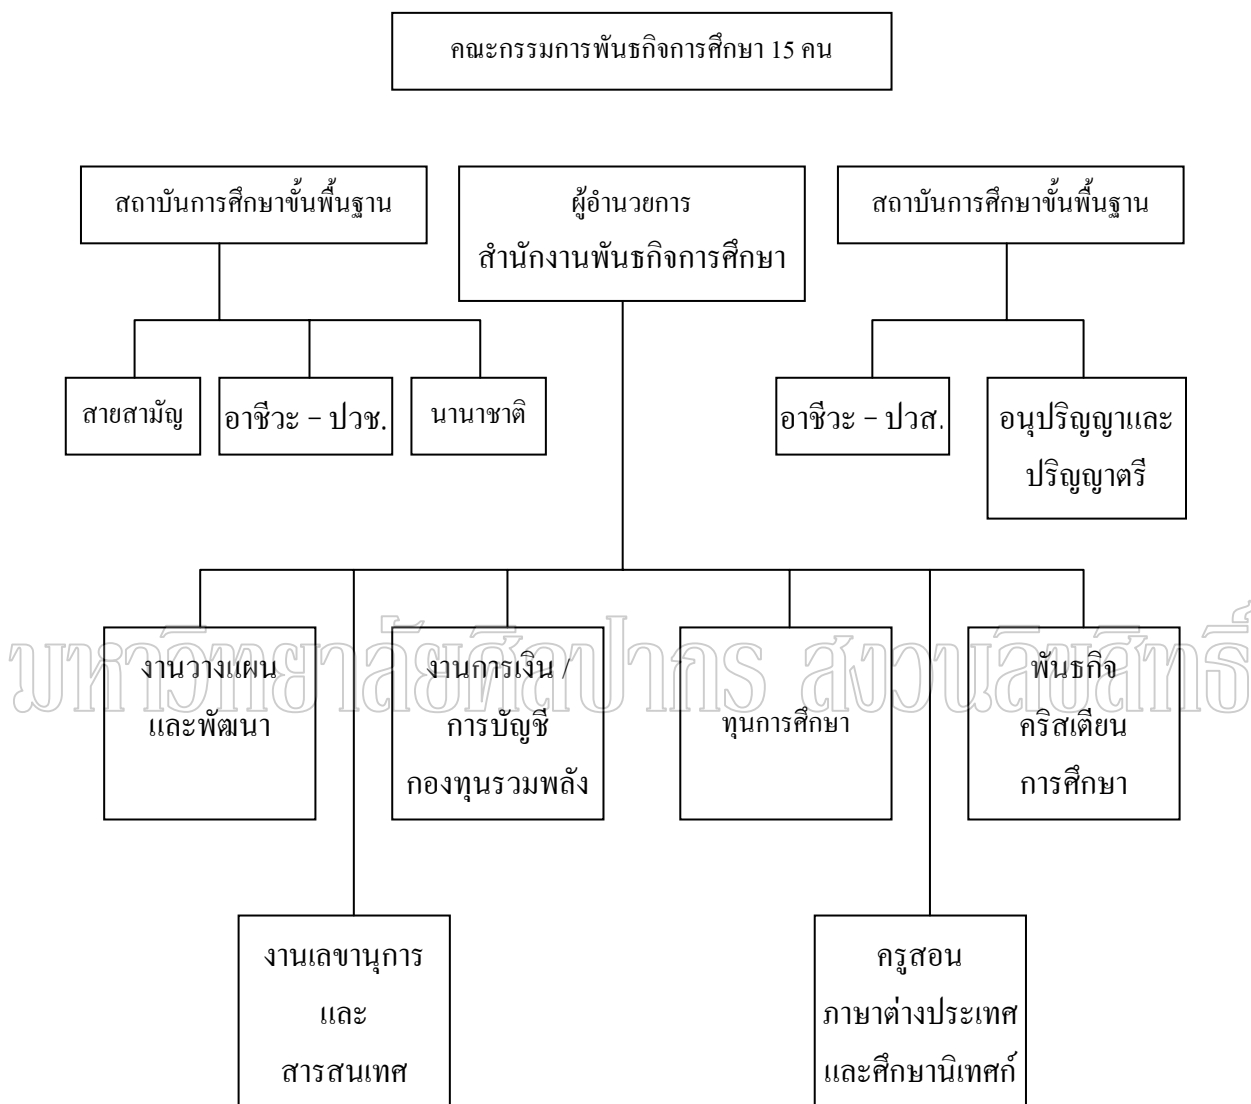 คณะกรรมการพันธกิจการศึกษา 15 คน
สถาบันการศึกษาขั้นพื้นฐาน
ผู้อำนวยการ
สำนักงานพันธกิจการศึกษา
สถาบันการศึกษาขั้นพื้นฐาน
สายสามัญ
อาชีวะ – ปวช.
นานาชาติ
อาชีวะ – ปวส.
อนุปริญญาและ
ปริญญาตรี
มหาวิทยาลัยศิลปากร สงวนลิขสิทธิ์
งานวางแผน
และพัฒนา
งานการเงิน /
การบัญชี
กองทุนรวมพลัง
ทุนการศึกษา
พันธกิจ
คริสเตียน
การศึกษา
งานเลขานุการ
และ
สารสนเทศ
ครูสอน
ภาษาต่างประเทศ
และศึกษานิเทศก์